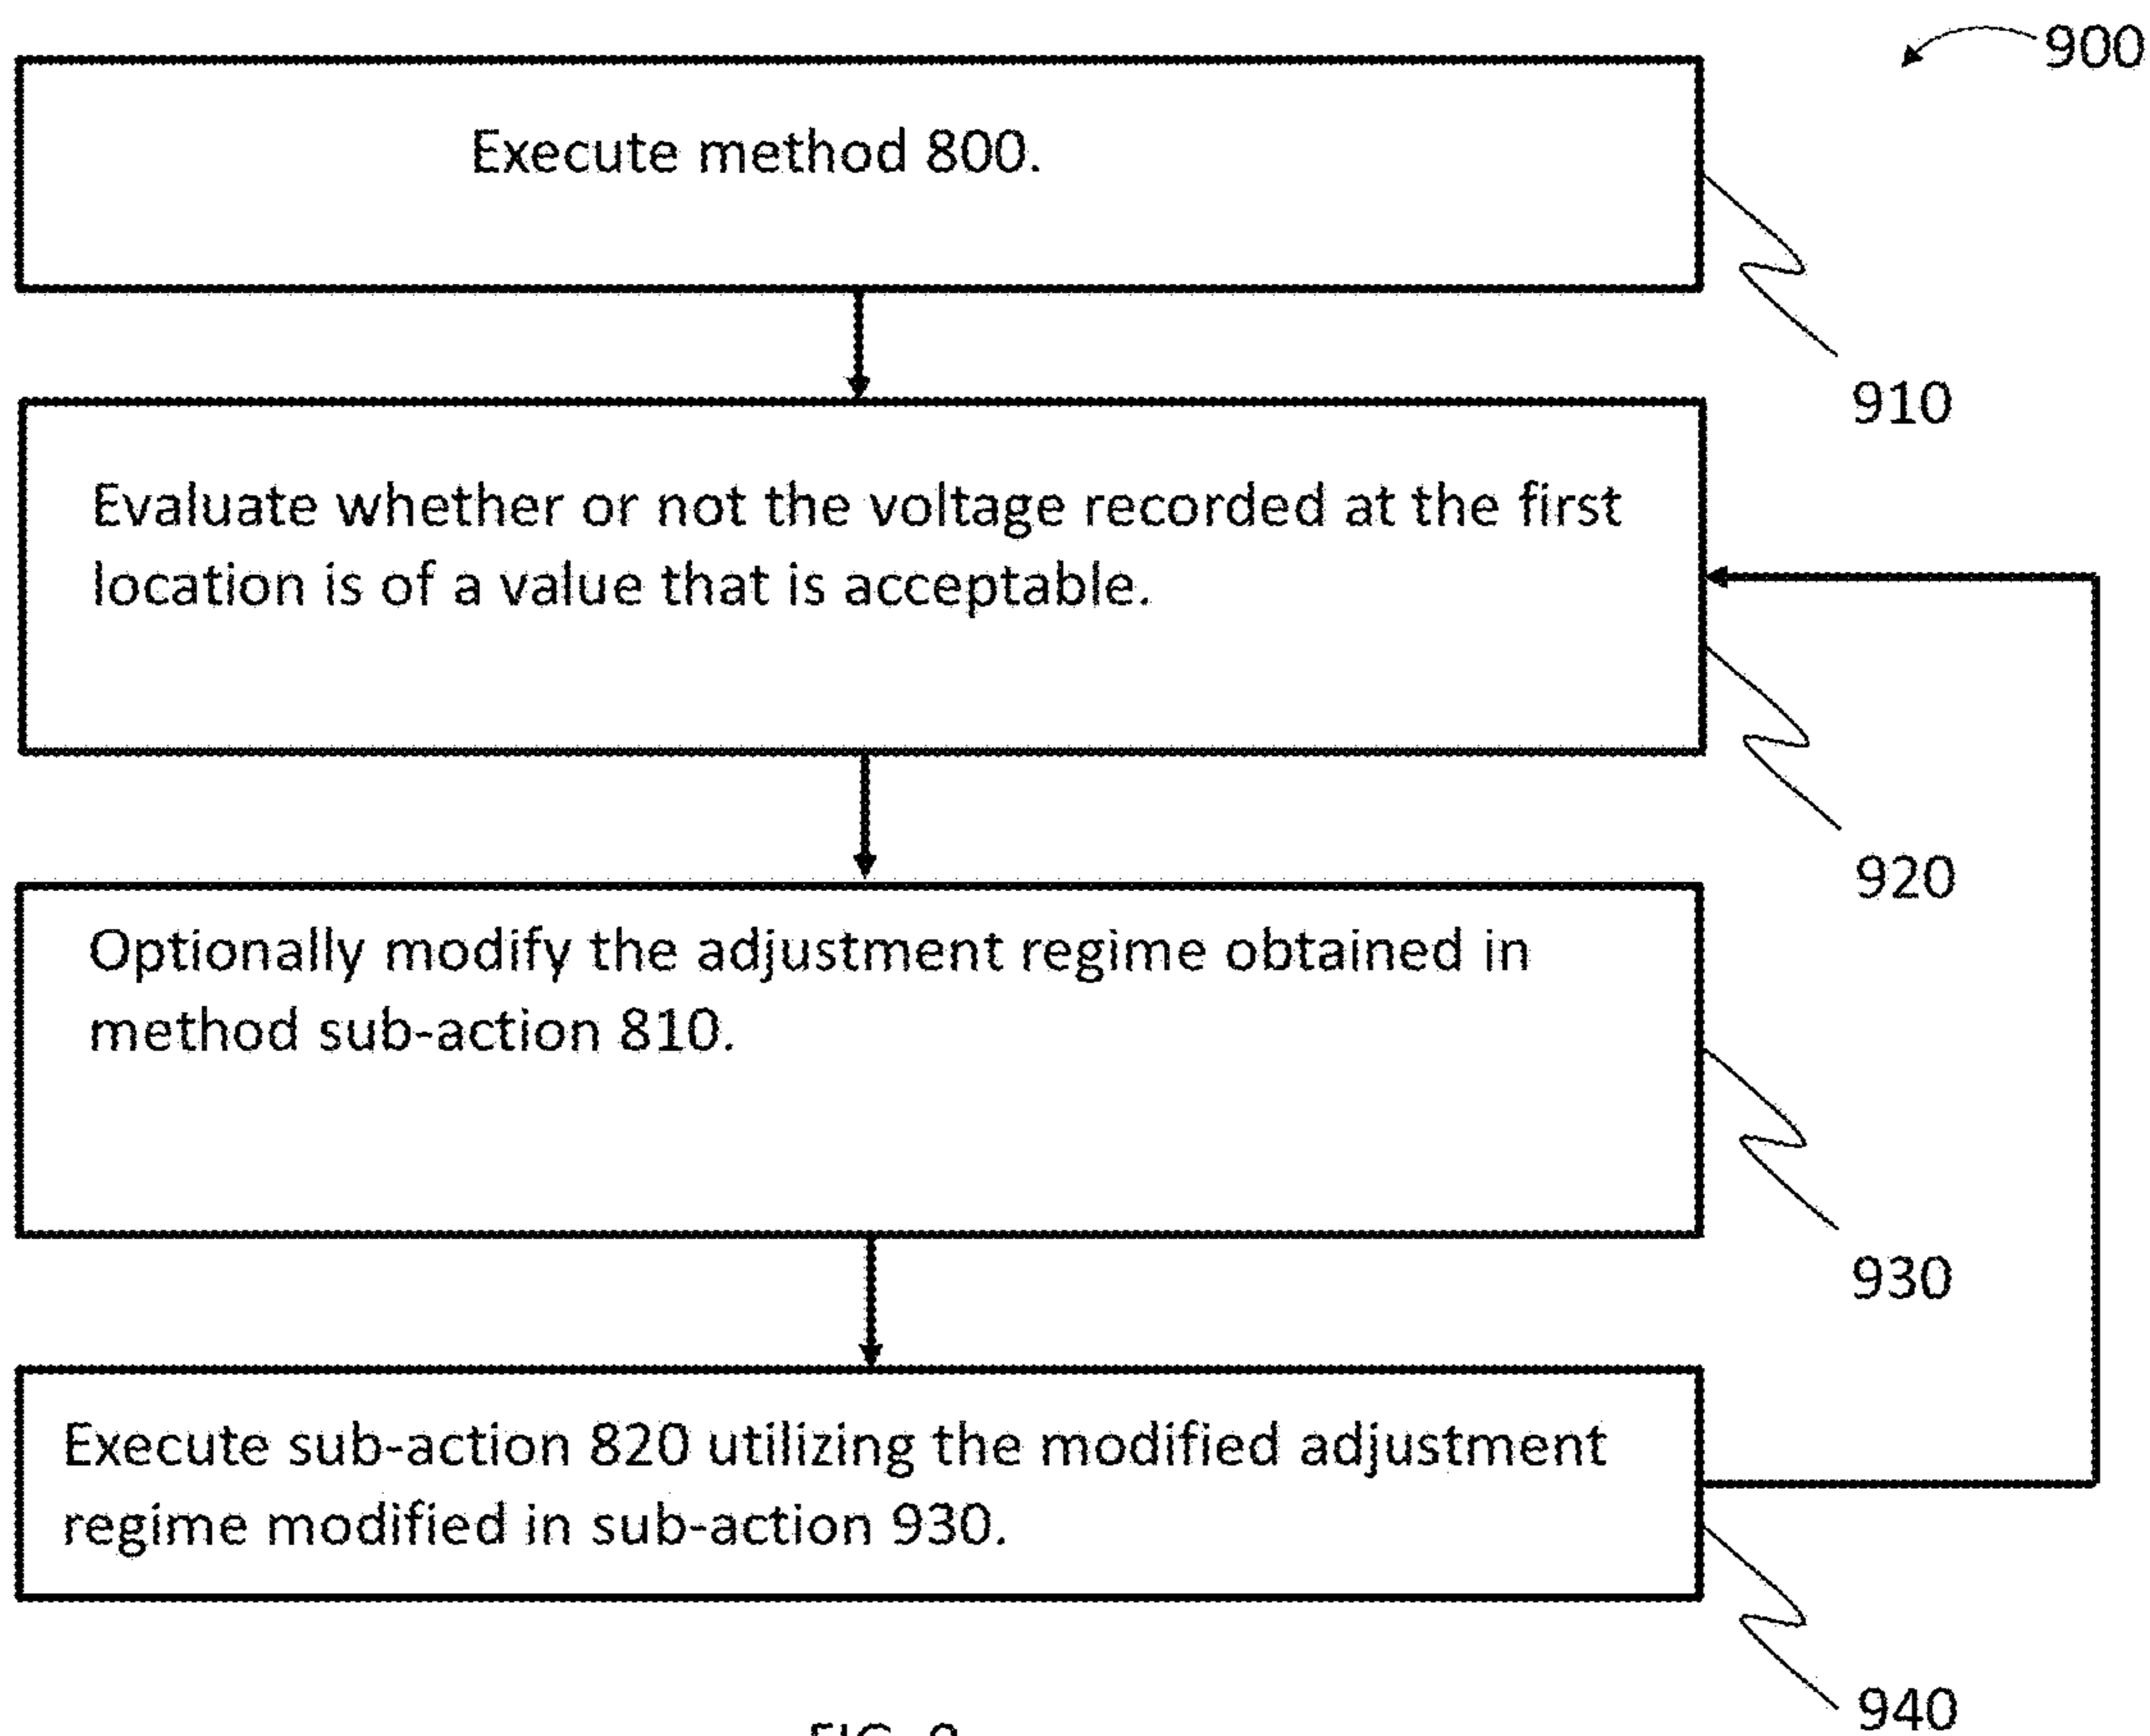 900
Execute method 800.
910
Evaluate whether or not the voltage recorded at the first
location is of a value that is acceptable.
920
Optionally modify the adjustment regime obtained in
method sub-action 810.
930
Execute sub-action 820 utilizing the modified adjustment
regime modified in sub-action 930.
940